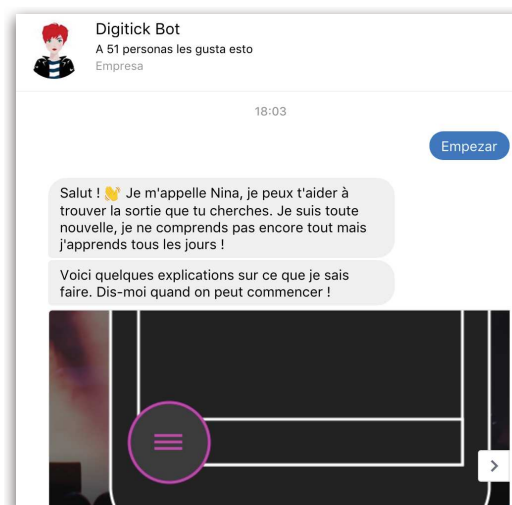 Digitick Bot
A 51 personas les gusta esto
Empresa
18:03
Empezar
Salut ! 👋 Je m'appelle Nina, je peux t'aider à
trouver la sortie que tu cherches. Je suis toute
nouvelle, je ne comprends pas encore tout mais
j'apprends tous les jours !
Voici quelques explications sur ce que je sais
faire. Dis-moi quand on peut commencer !